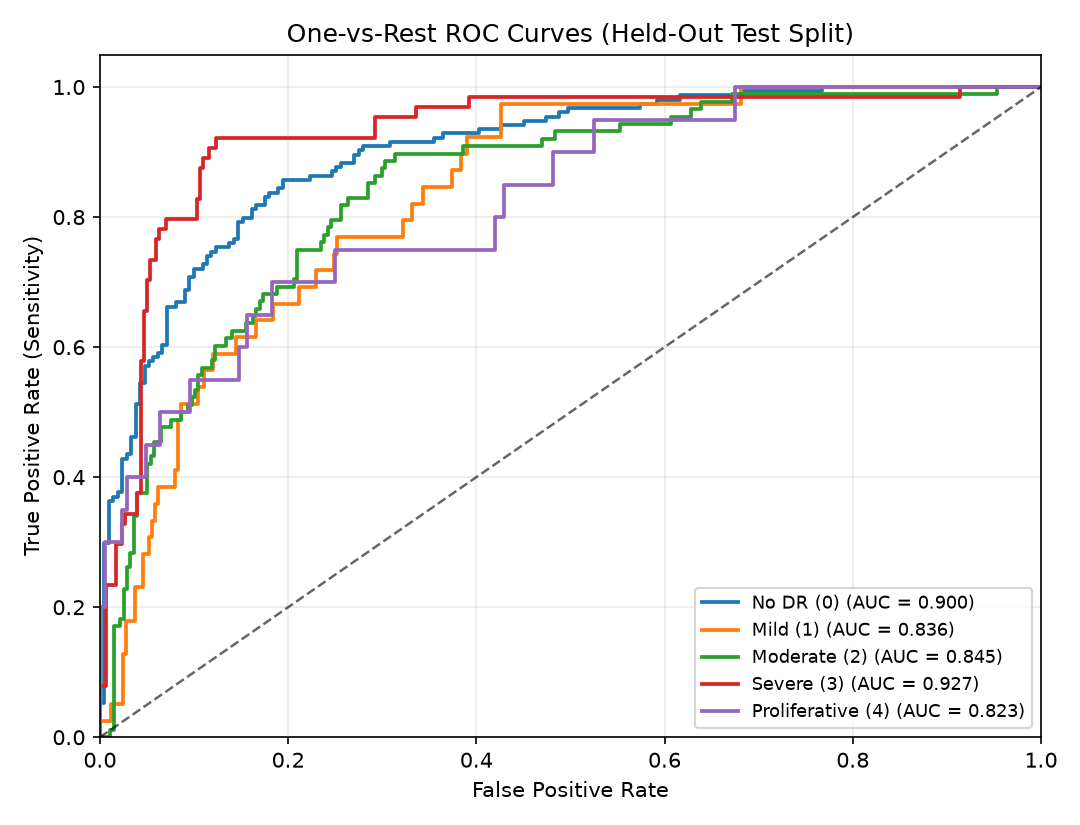 One-vs-Rest ROC Curves (Held-Out Test Split)
True Positive Rate (Sensitivity)
1.0
0.8
0.6
0.4
0.2
0.0
No DR (0) (AUC = 0.900)
Mild (1) (AUC = 0.836)
Moderate (2) (AUC = 0.845)
Severe (3) (AUC = 0.927)
Proliferative (4) (AUC = 0.823)
0.0 0.2 0.4 0.6 0.8 1.0
False Positive Rate